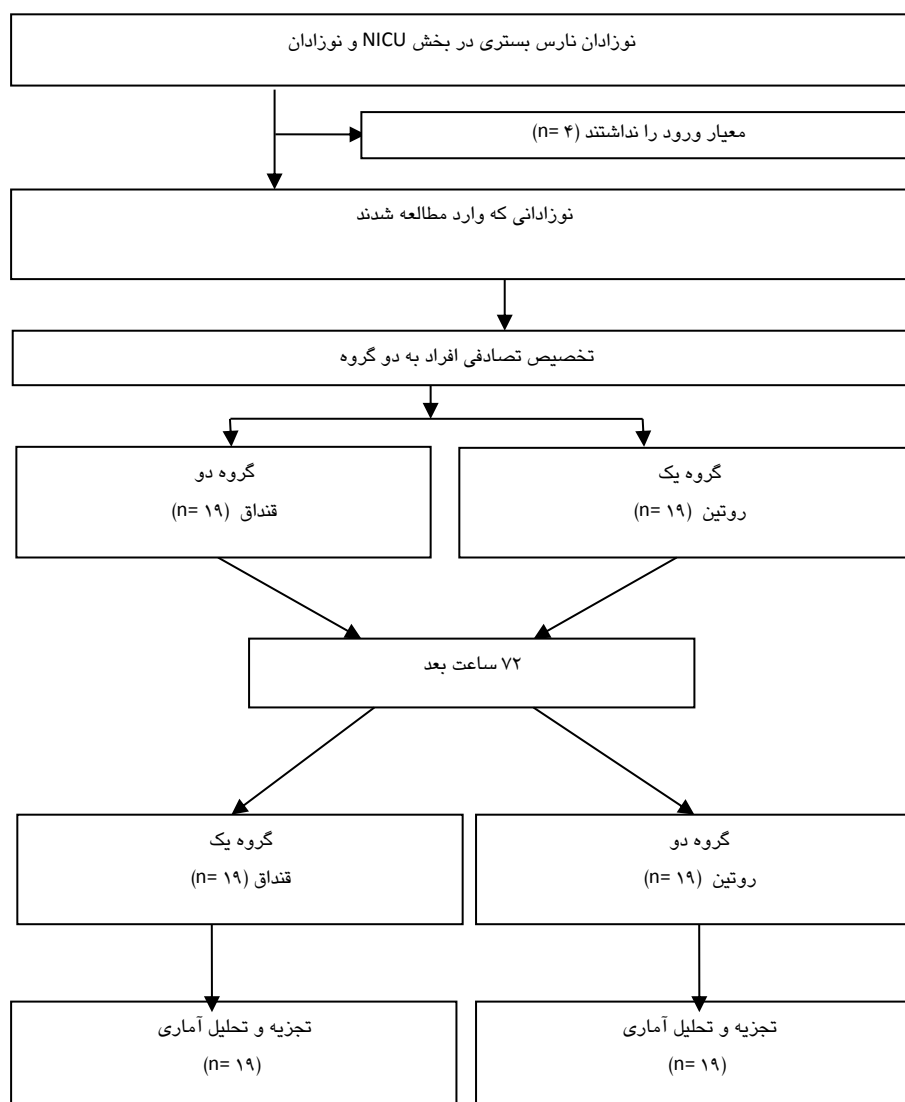 نوزادان نارس بستری در بخش NICU و نوزادان
معیار ورود را نداشتند (n= ۴)
نوزادانی که وارد مطالعه شدند
تخصیص تصادفی افراد به دو گروه
گروه یک
روتین (n= ۱۹)
گروه دو
قنداق (n= ۱۹)
۷۲ ساعت بعد
گروه دو
روتین (n= ۱۹)
گروه یک
قنداق (n= ۱۹)
تجزیه و تحلیل آماری
(n= ۱۹)
تجزیه و تحلیل آماری
(n= ۱۹)